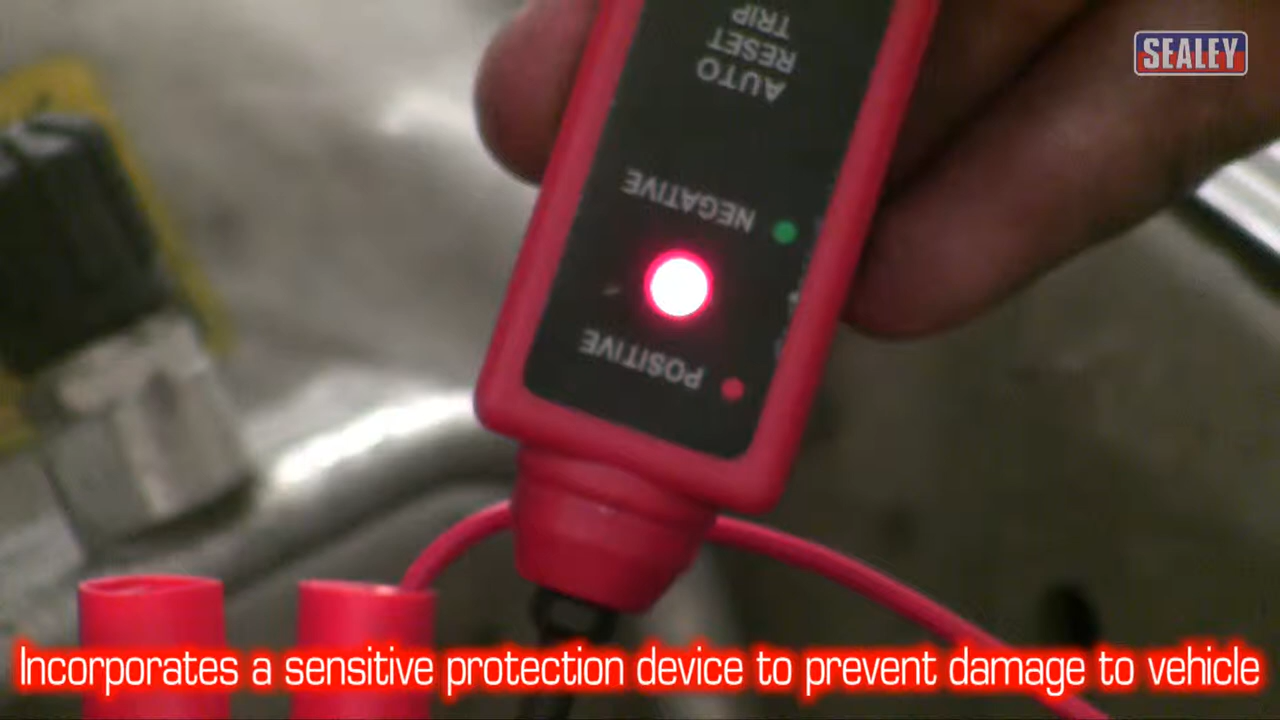 SEALEY
AUTO
RESET
TRIP
NEGATIVE
POSITIVE
Incorporates a sensitive protection device to prevent damage to vehicle